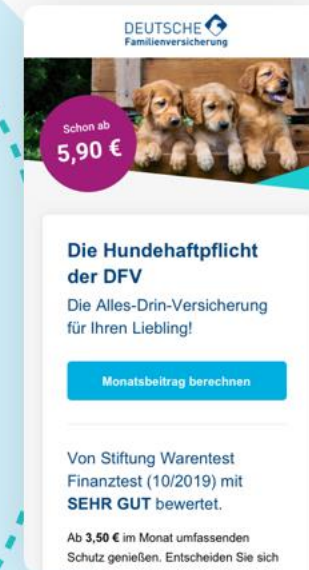 DEUTSCHE
Familienversicherung
Schon ab
5,90 €
Die Hundehaftpflicht
der DFV
Die Alles-Drin-Versicherung
für Ihren Liebling!
Monatsbeitrag berechnen
Von Stiftung Warentest
Finanztest (10/2019) mit
SEHR GUT bewertet.
Ab 3,50 € im Monat umfassenden
Schutz genießen. Entscheiden Sie sich